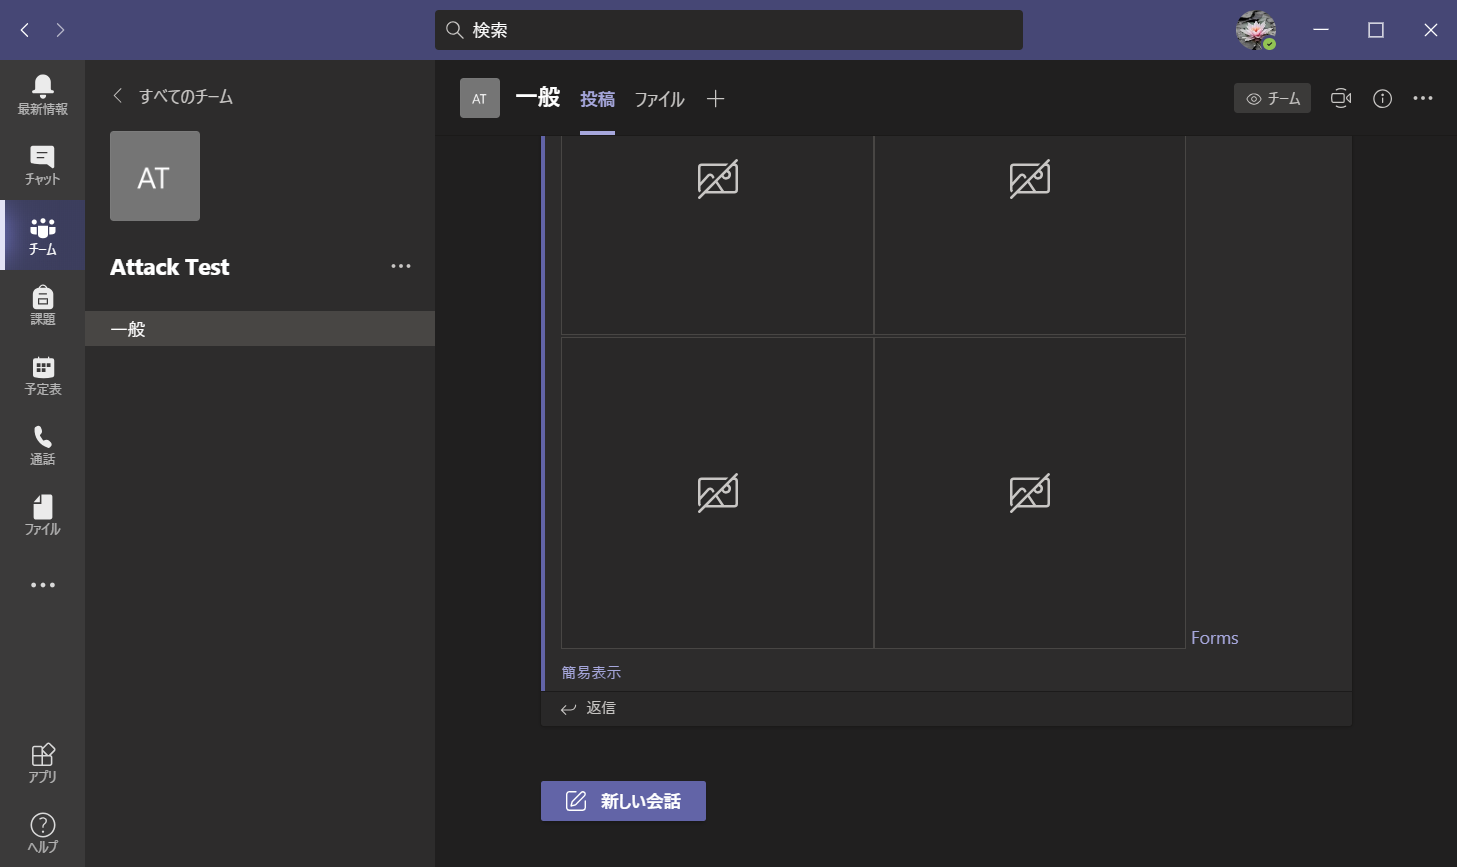 検索
最新情報
チャット
チーム
課題
予定表
通話
ファイル
アプリ
ヘルプ
すべてのチーム
AT
Attack Test
一般
AT
一般 投稿 ファイル
チーム
Forms
簡易表示
返信
新しい会話